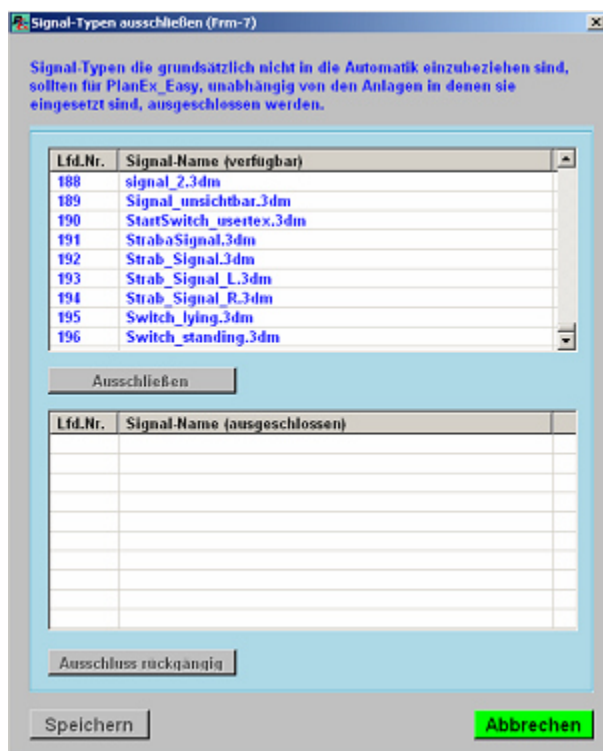 Signal-Typen ausschließen (Frm-7)
Signal-Typen die grundsätzlich nicht in die Automatik einzubeziehen sind,
sollten für PlanEx_Easy, unabhängig von den Anlagen in denen sie
eingesetzt sind, ausgeschlossen werden.
Lfd.Nr. Signal-Name (verfügbar)
188 signal_2.3dm
189 Signal_unsichtbar.3dm
190 StartSwitch_usertex.3dm
191 StrabaSignal.3dm
192 Strab_Signal.3dm
193 Strab_Signal_L.3dm
194 Strab_Signal_R.3dm
195 Switch_lying.3dm
196 Switch_standing.3dm
Ausschließen
Lfd.Nr. Signal-Name (ausgeschlossen)
Ausschluss rückgängig
Speichern Abbrechen